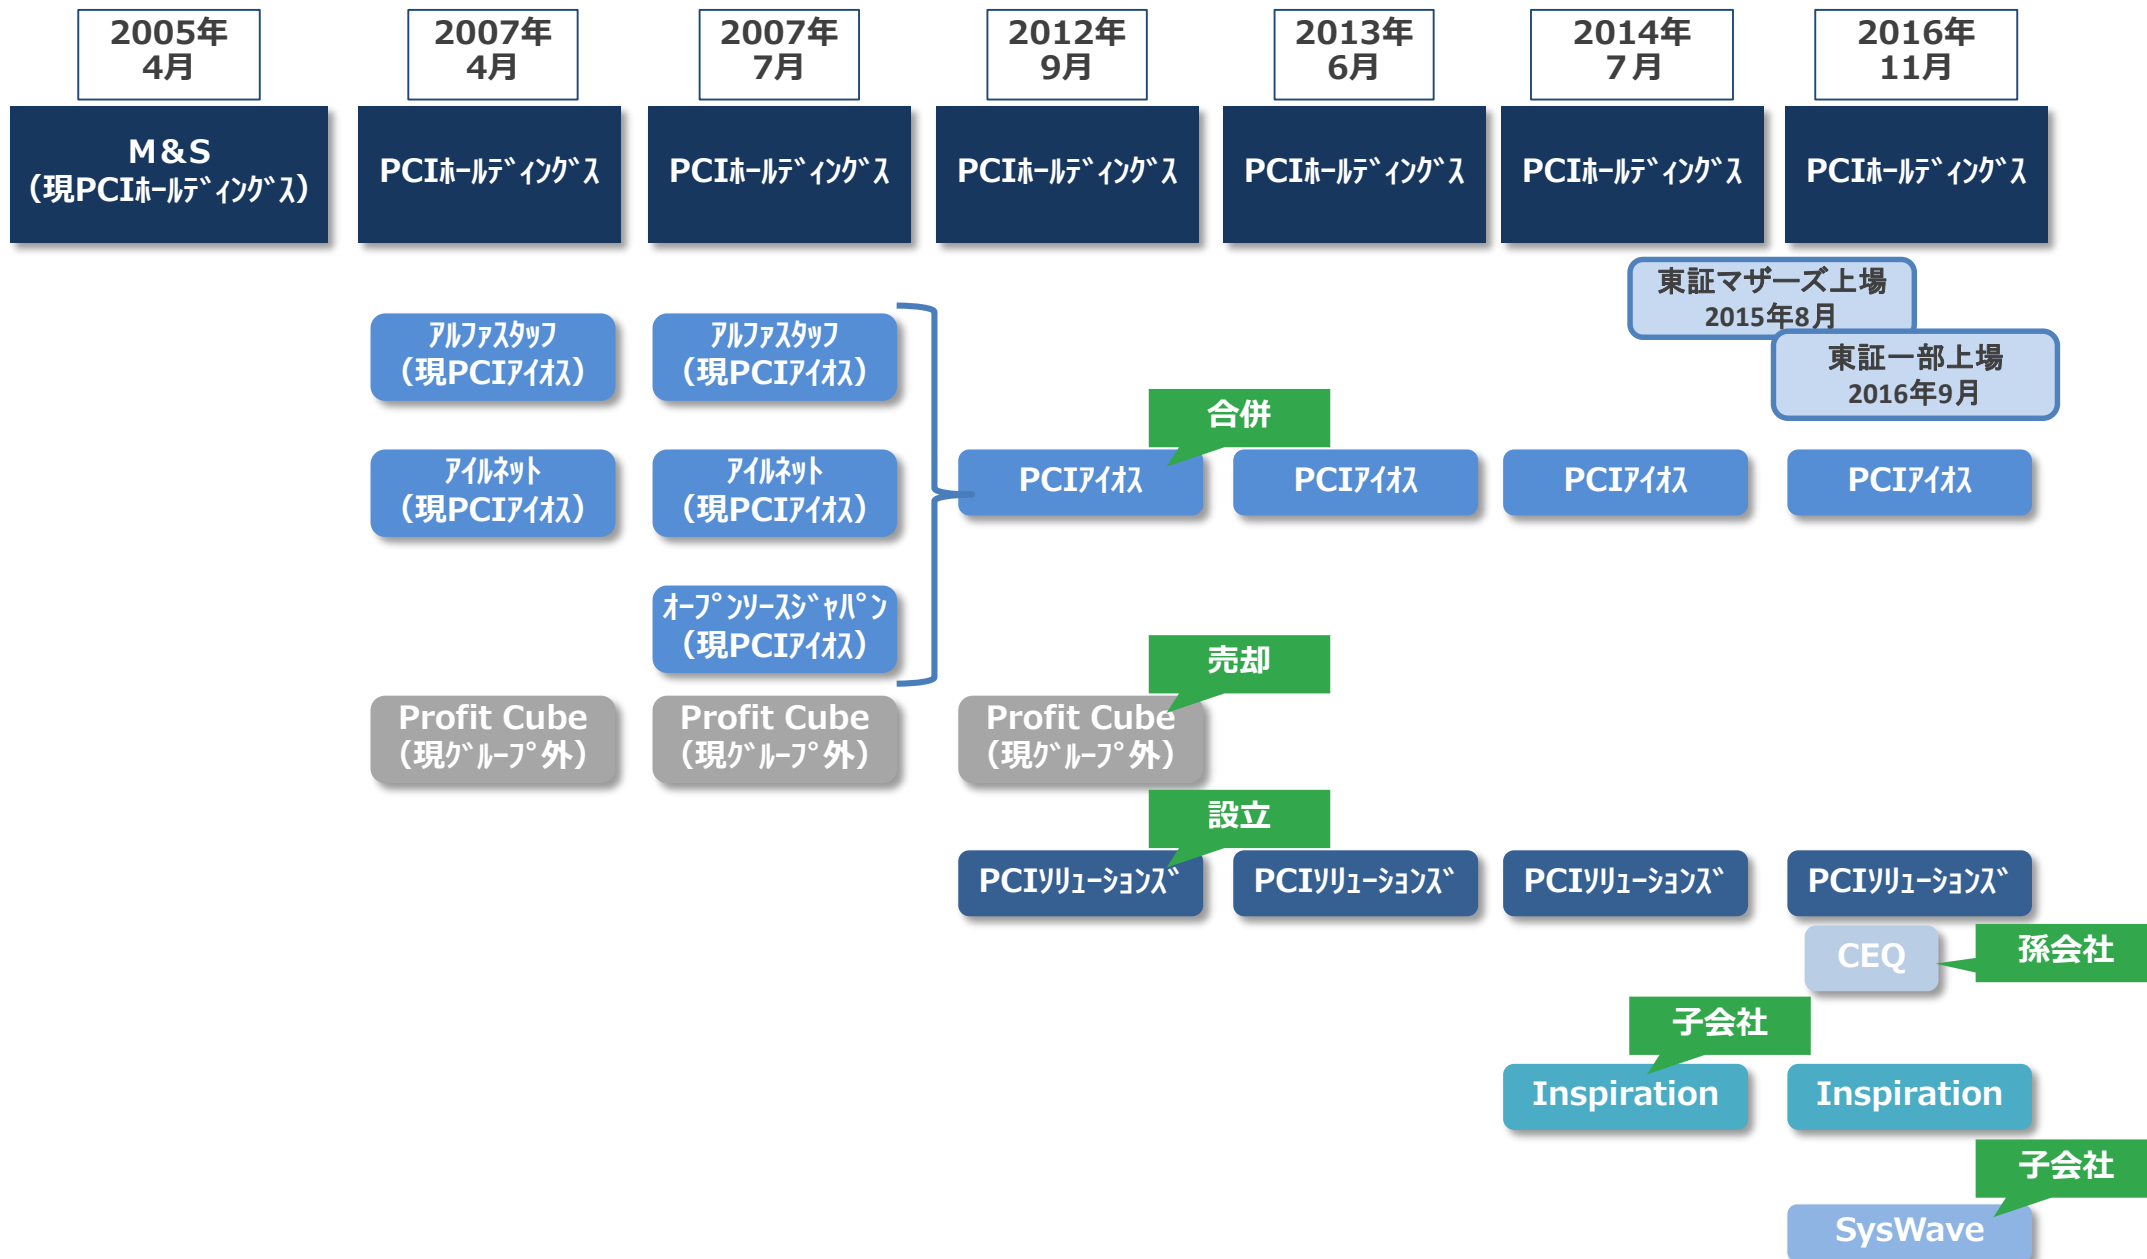 2005年
4月
2007年
4月
2007年
7月
2012年
9月
2013年
6月
2014年
７月
2016年
11月
Ｍ&S
（現PCIﾎｰﾙﾃﾞｨﾝｸﾞｽ）
PCIﾎｰﾙﾃﾞｨﾝｸﾞｽ
PCIﾎｰﾙﾃﾞｨﾝｸﾞｽ
PCIﾎｰﾙﾃﾞｨﾝｸﾞｽ
PCIﾎｰﾙﾃﾞｨﾝｸﾞｽ
PCIﾎｰﾙﾃﾞｨﾝｸﾞｽ
PCIﾎｰﾙﾃﾞｨﾝｸﾞｽ
東証マザーズ上場
2015年8月
東証一部上場
2016年9月
ｱﾙﾌｧｽﾀｯﾌ
（現PCIｱｲｵｽ）
ｱﾙﾌｧｽﾀｯﾌ
（現PCIｱｲｵｽ）
合併
ｱｲﾙﾈｯﾄ
（現PCIｱｲｵｽ）
ｱｲﾙﾈｯﾄ
（現PCIｱｲｵｽ）
PCIｱｲｵｽ
PCIｱｲｵｽ
PCIｱｲｵｽ
PCIｱｲｵｽ
ｵｰﾌﾟﾝｿｰｽｼﾞｬﾊﾟﾝ
（現PCIｱｲｵｽ）
売却
Profit Cube
（現ｸﾞﾙｰﾌﾟ外）
Profit Cube
（現ｸﾞﾙｰﾌﾟ外）
Profit Cube
（現ｸﾞﾙｰﾌﾟ外）
設立
PCIｿﾘｭｰｼｮﾝｽﾞ
PCIｿﾘｭｰｼｮﾝｽﾞ
PCIｿﾘｭｰｼｮﾝｽﾞ
PCIｿﾘｭｰｼｮﾝｽﾞ
CEQ
孫会社
子会社
Inspiration
Inspiration
子会社
SysWave